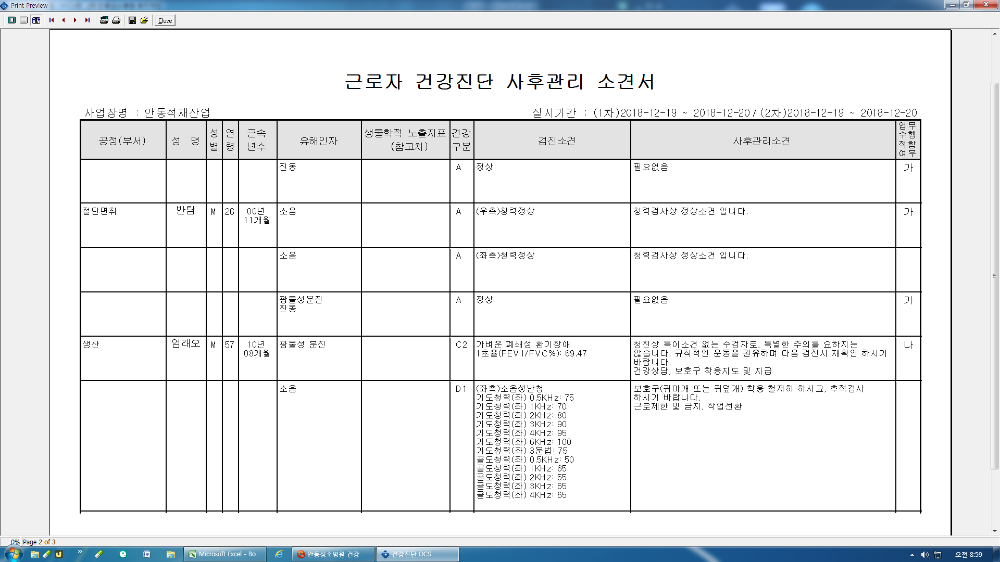 Print Preview
Close
근로자 건강진단 사후관리 소견서
사업장명 : 안동석재산업
실시기간 : (1차)2018-12-19 ~ 2018-12-20 / (2차)2018-12-19 ~ 2018-12-20
공정(부서) 성 명 성별 연령 근속년수 유해인자 생물학적 노출지표(참고치) 건강구분 검진소견 사후관리소견 업무수행적합여부
진동 A 정상 필요없음 가
절단면취 반탐 M 26 00년 소음 A (우측)청력정상 청력검사상 정상소견 입니다. 가
11개월
소음 A (좌측)청력정상 청력검사상 정상소견 입니다.
광물성분진 A 정상 필요없음 가
진동
생산 엄래오 M 57 10년 광물성 분진 C2 가벼운 폐쇄성 환기장애 청진상 특이소견 없는 수검자로, 특별한 주의를 요하지는 나
08개월 1초율(FEV1/FVC%): 69.47 않습니다. 규칙적인 운동을 권유하며 다음 검진시 재확인 하시기
바랍니다.
건강상담, 보호구 착용지도 및 지급
소음 D1 (좌측)소음성난청 보호구(귀마개 또는 귀덮개) 착용 철저히 하시고, 추적검사
기도청력(좌) 0.5KHz: 75 하시기 바랍니다.
기도청력(좌) 1KHz: 70 근로제한 및 금지, 작업전환
기도청력(좌) 2KHz: 80
기도청력(좌) 3KHz: 90
기도청력(좌) 4KHz: 95
기도청력(좌) 6KHz: 100
기도청력(좌) 3분법: 75
골도청력(좌) 0.5KHz: 50
골도청력(좌) 1KHz: 65
골도청력(좌) 2KHz: 55
골도청력(좌) 3KHz: 65
골도청력(좌) 4KHz: 65
0% Page 2 of 3
Microsoft Excel - Bo... 안동성소병원 건강... 건강진단 OCS 오전 8:59